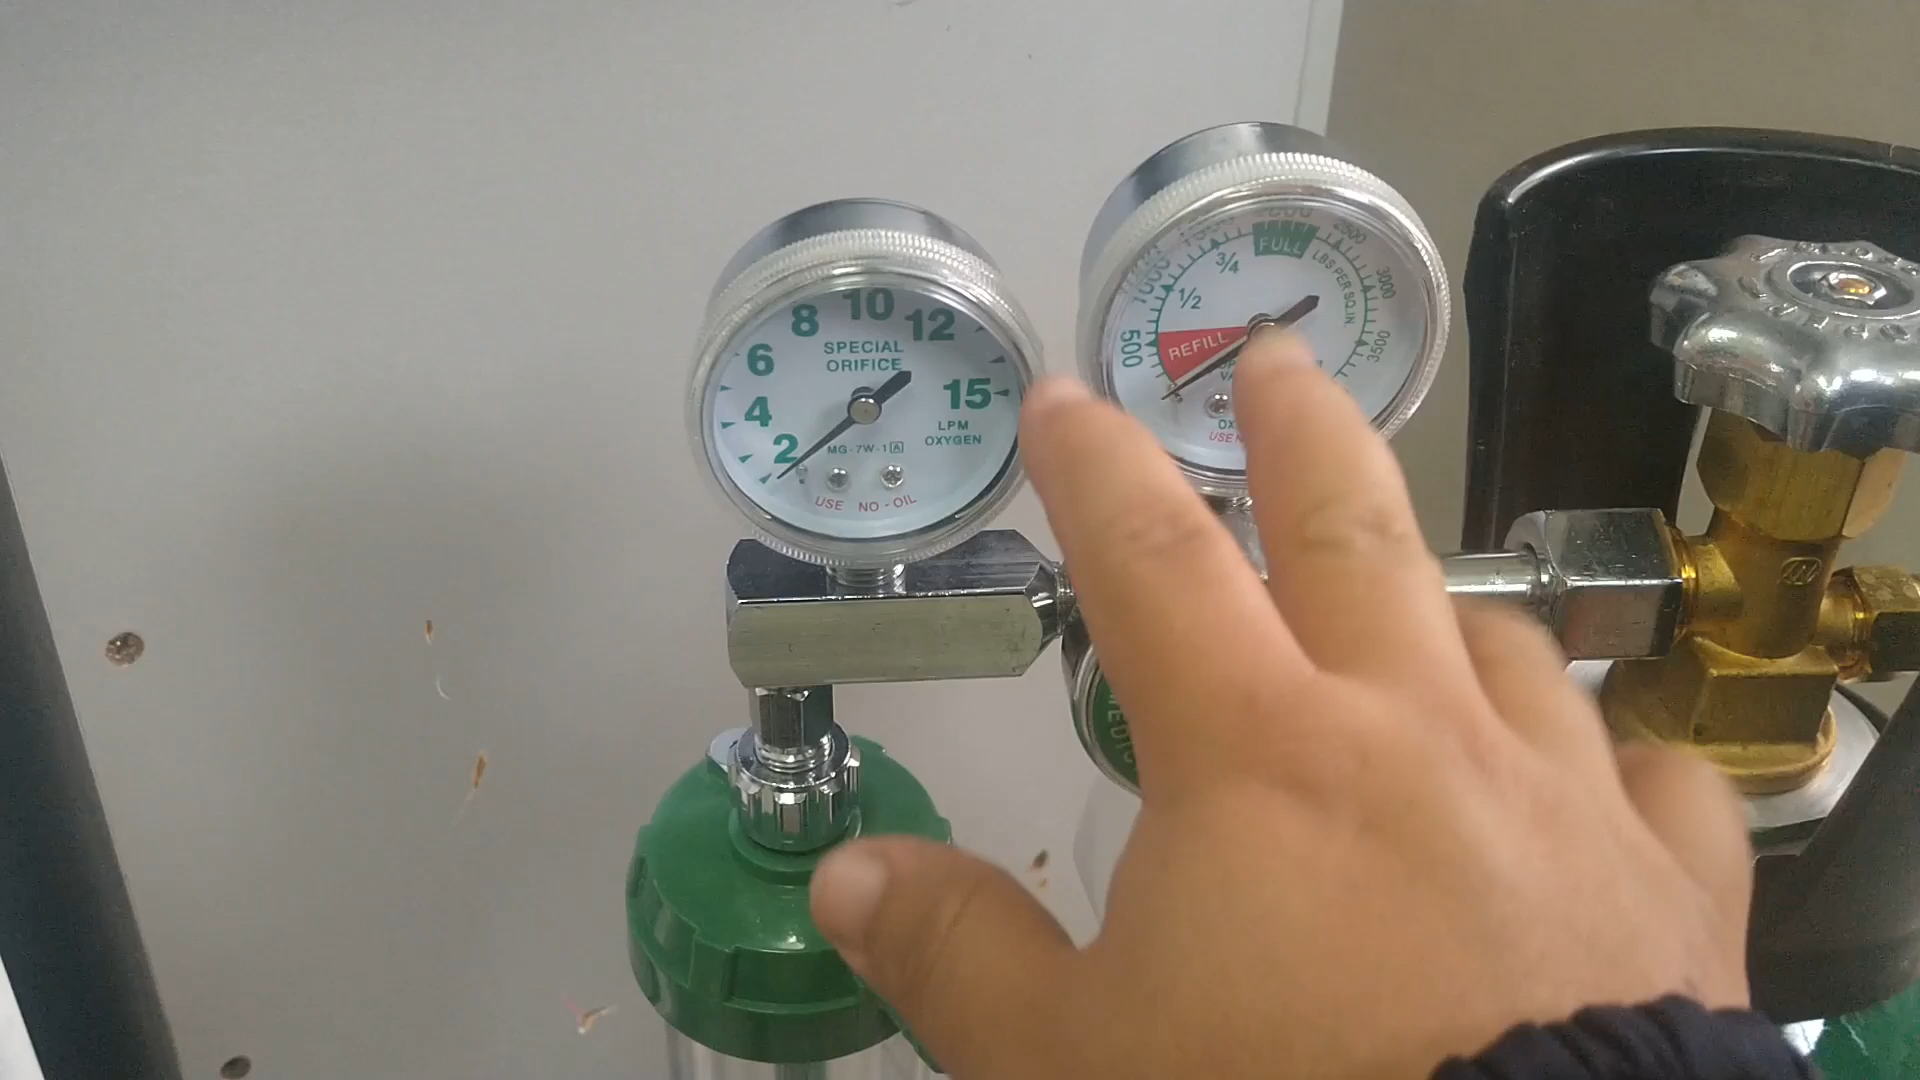 8 10 12
6
4
2
15
SPECIAL
ORIFICE
LPM
OXYGEN
MG-7W-1 A
USE NO-OIL
500
1000
2500
3000
3500
1/2
3/4
FULL
LBS PER SQ.IN.
REFILL